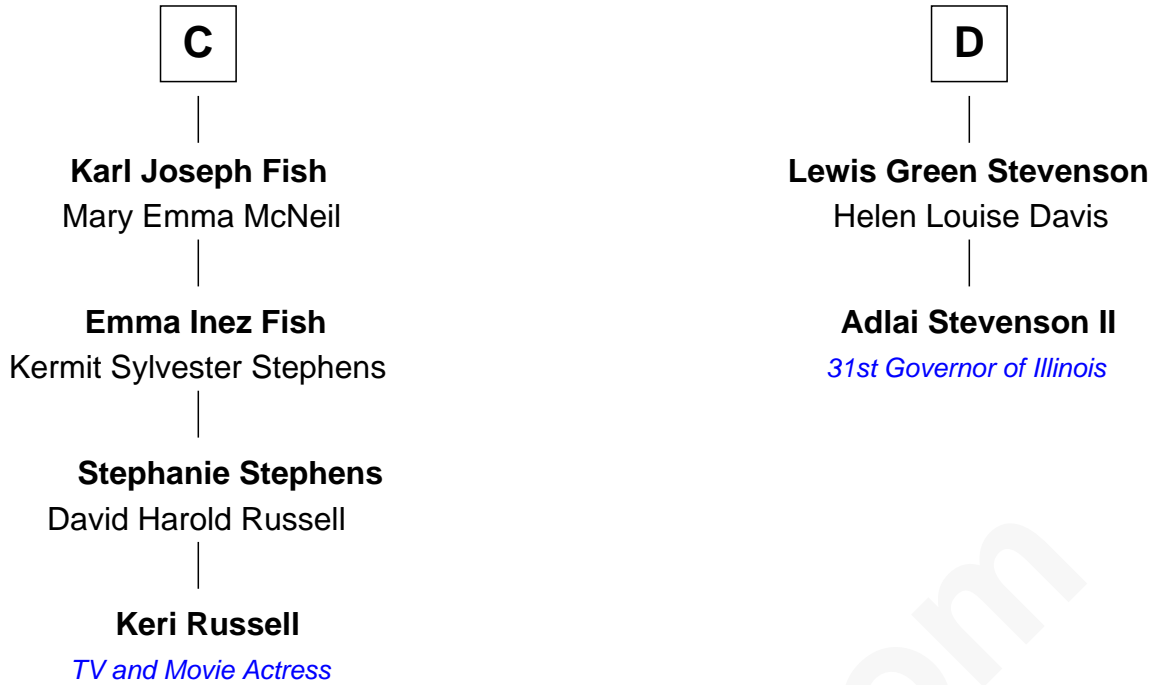 C
Karl Joseph Fish
Mary Emma McNeil
Emma Inez Fish
Kermit Sylvester Stephens
Stephanie Stephens
David Harold Russell
Keri Russell
TV and Movie Actress
D
Lewis Green Stevenson
Helen Louise Davis
Adlai Stevenson II
31st Governor of Illinois
om